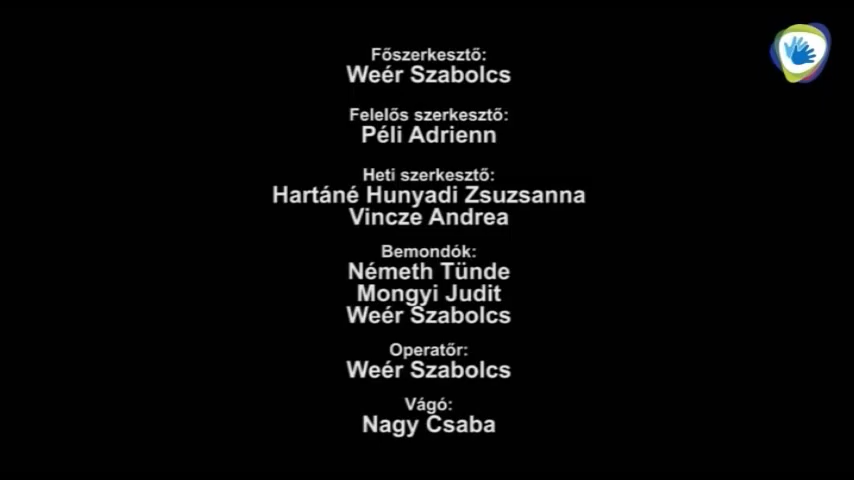 Főszerkesztő:
Weér Szabolcs
Felelős szerkesztő:
Péli Adrienn
Heti szerkesztő:
Hartáné Hunyadi Zsuzsanna
Vincze Andrea
Bemondók:
Németh Tünde
Mongyi Judit
Weér Szabolcs
Operatőr:
Weér Szabolcs
Vágó:
Nagy Csaba